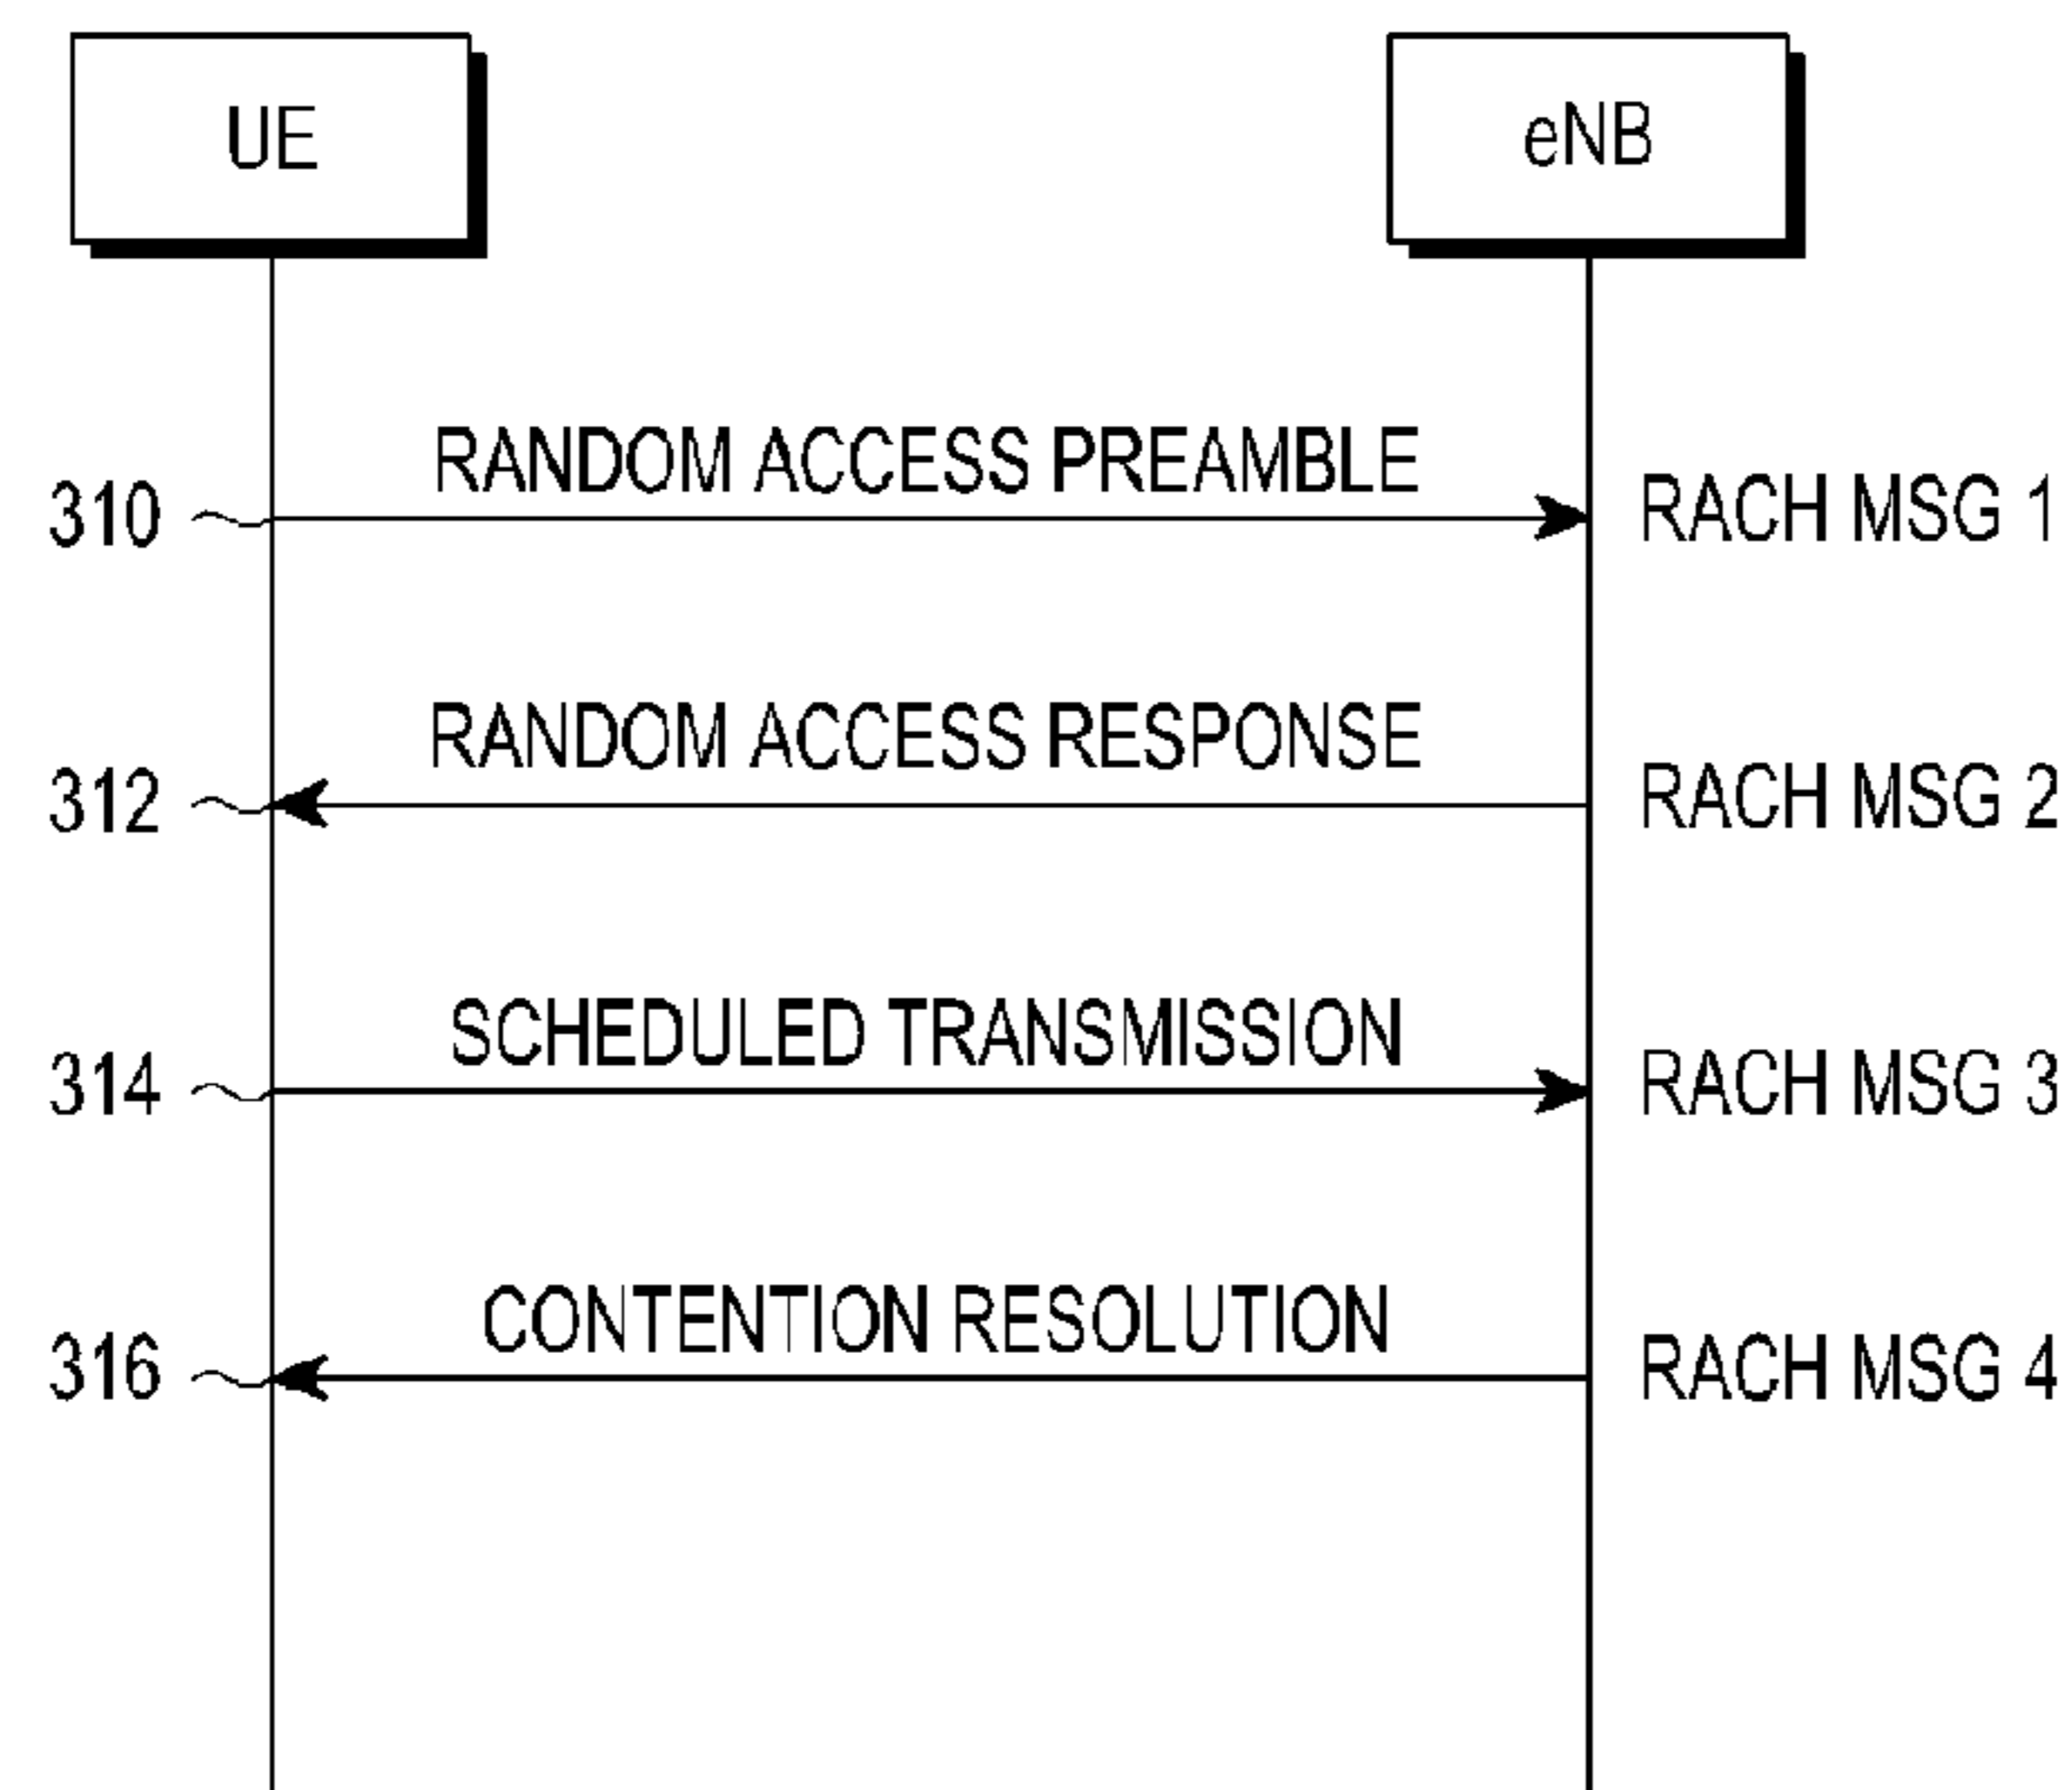 UE
eNB
RANDOM ACCESS PREAMBLE
310
RACH MSG 1
RANDOM ACCESS RESPONSE
312
RACH MSG 2
SCHEDULED TRANSMISSION
314
RACH MSG 3
CONTENTION RESOLUTION
316
RACH MSG 4